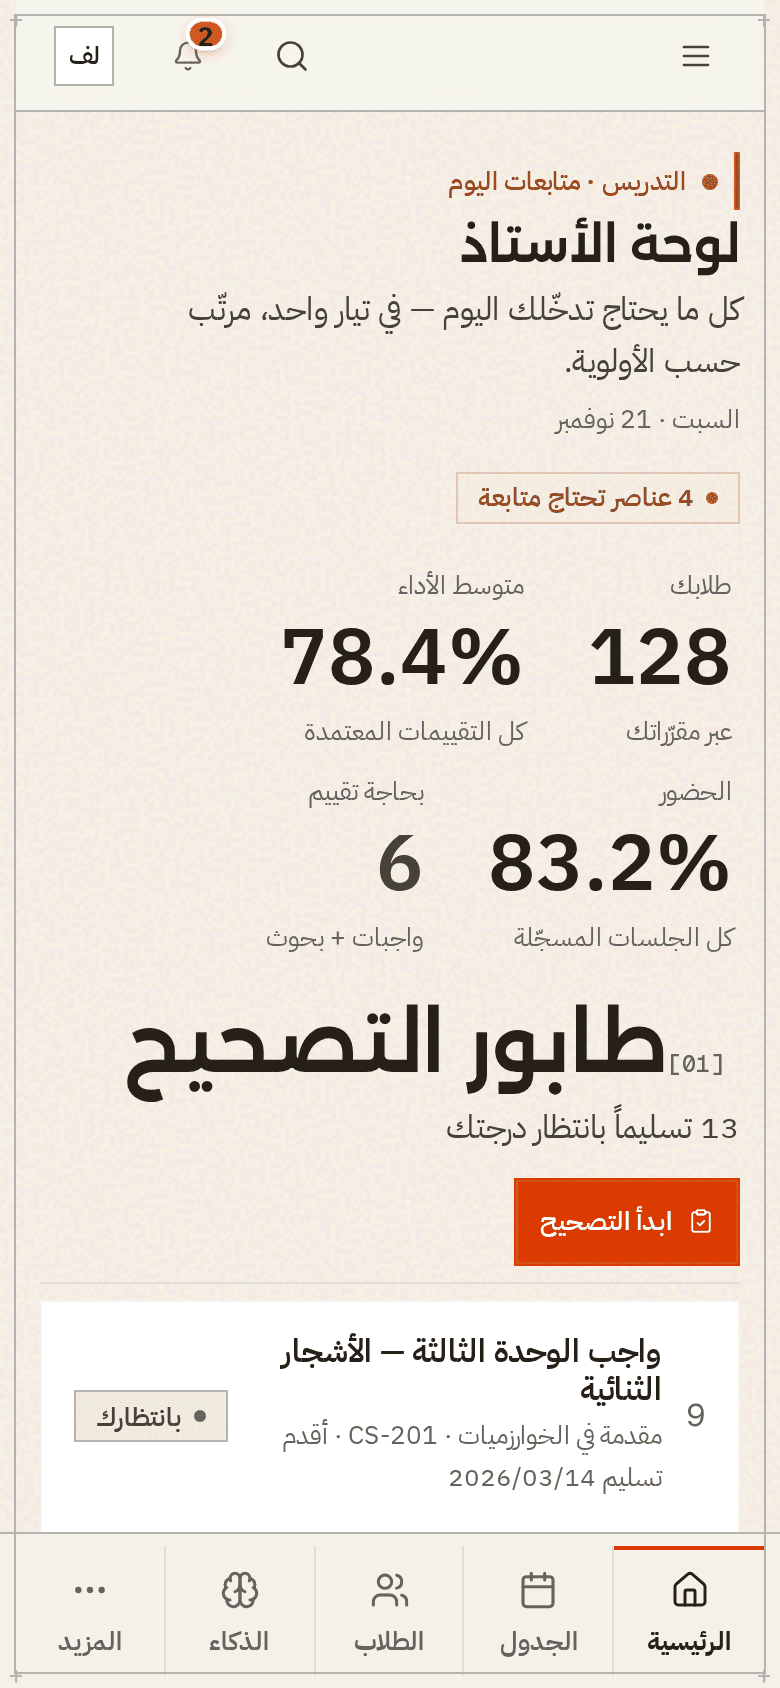 2
لف
التدريس · متابعات اليوم
لوحة الأستاذ
كل ما يحتاج تدخّلك اليوم — في تيار واحد، مرتّب
حسب الأولوية.
السبت · 21 نوفمبر
4 عناصر تحتاج متابعة
طلابك
128
عبر مقرّراتك
متوسط الأداء
78.4%
كل التقييمات المعتمدة
الحضور
83.2%
كل الجلسات المسجّلة
بحاجة تقييم
6
واجبات + بحوث
[01] طابور التصحيح
13 تسليماً بانتظار درجتك
ابدأ التصحيح
9
واجب الوحدة الثالثة — الأشجار
الثنائية
مقدمة في الخوارزميات · CS-201 · أقدم
تسليم 2026/03/14
بانتظارك
الرئيسية
الجدول
الطلاب
الذكاء
المزيد